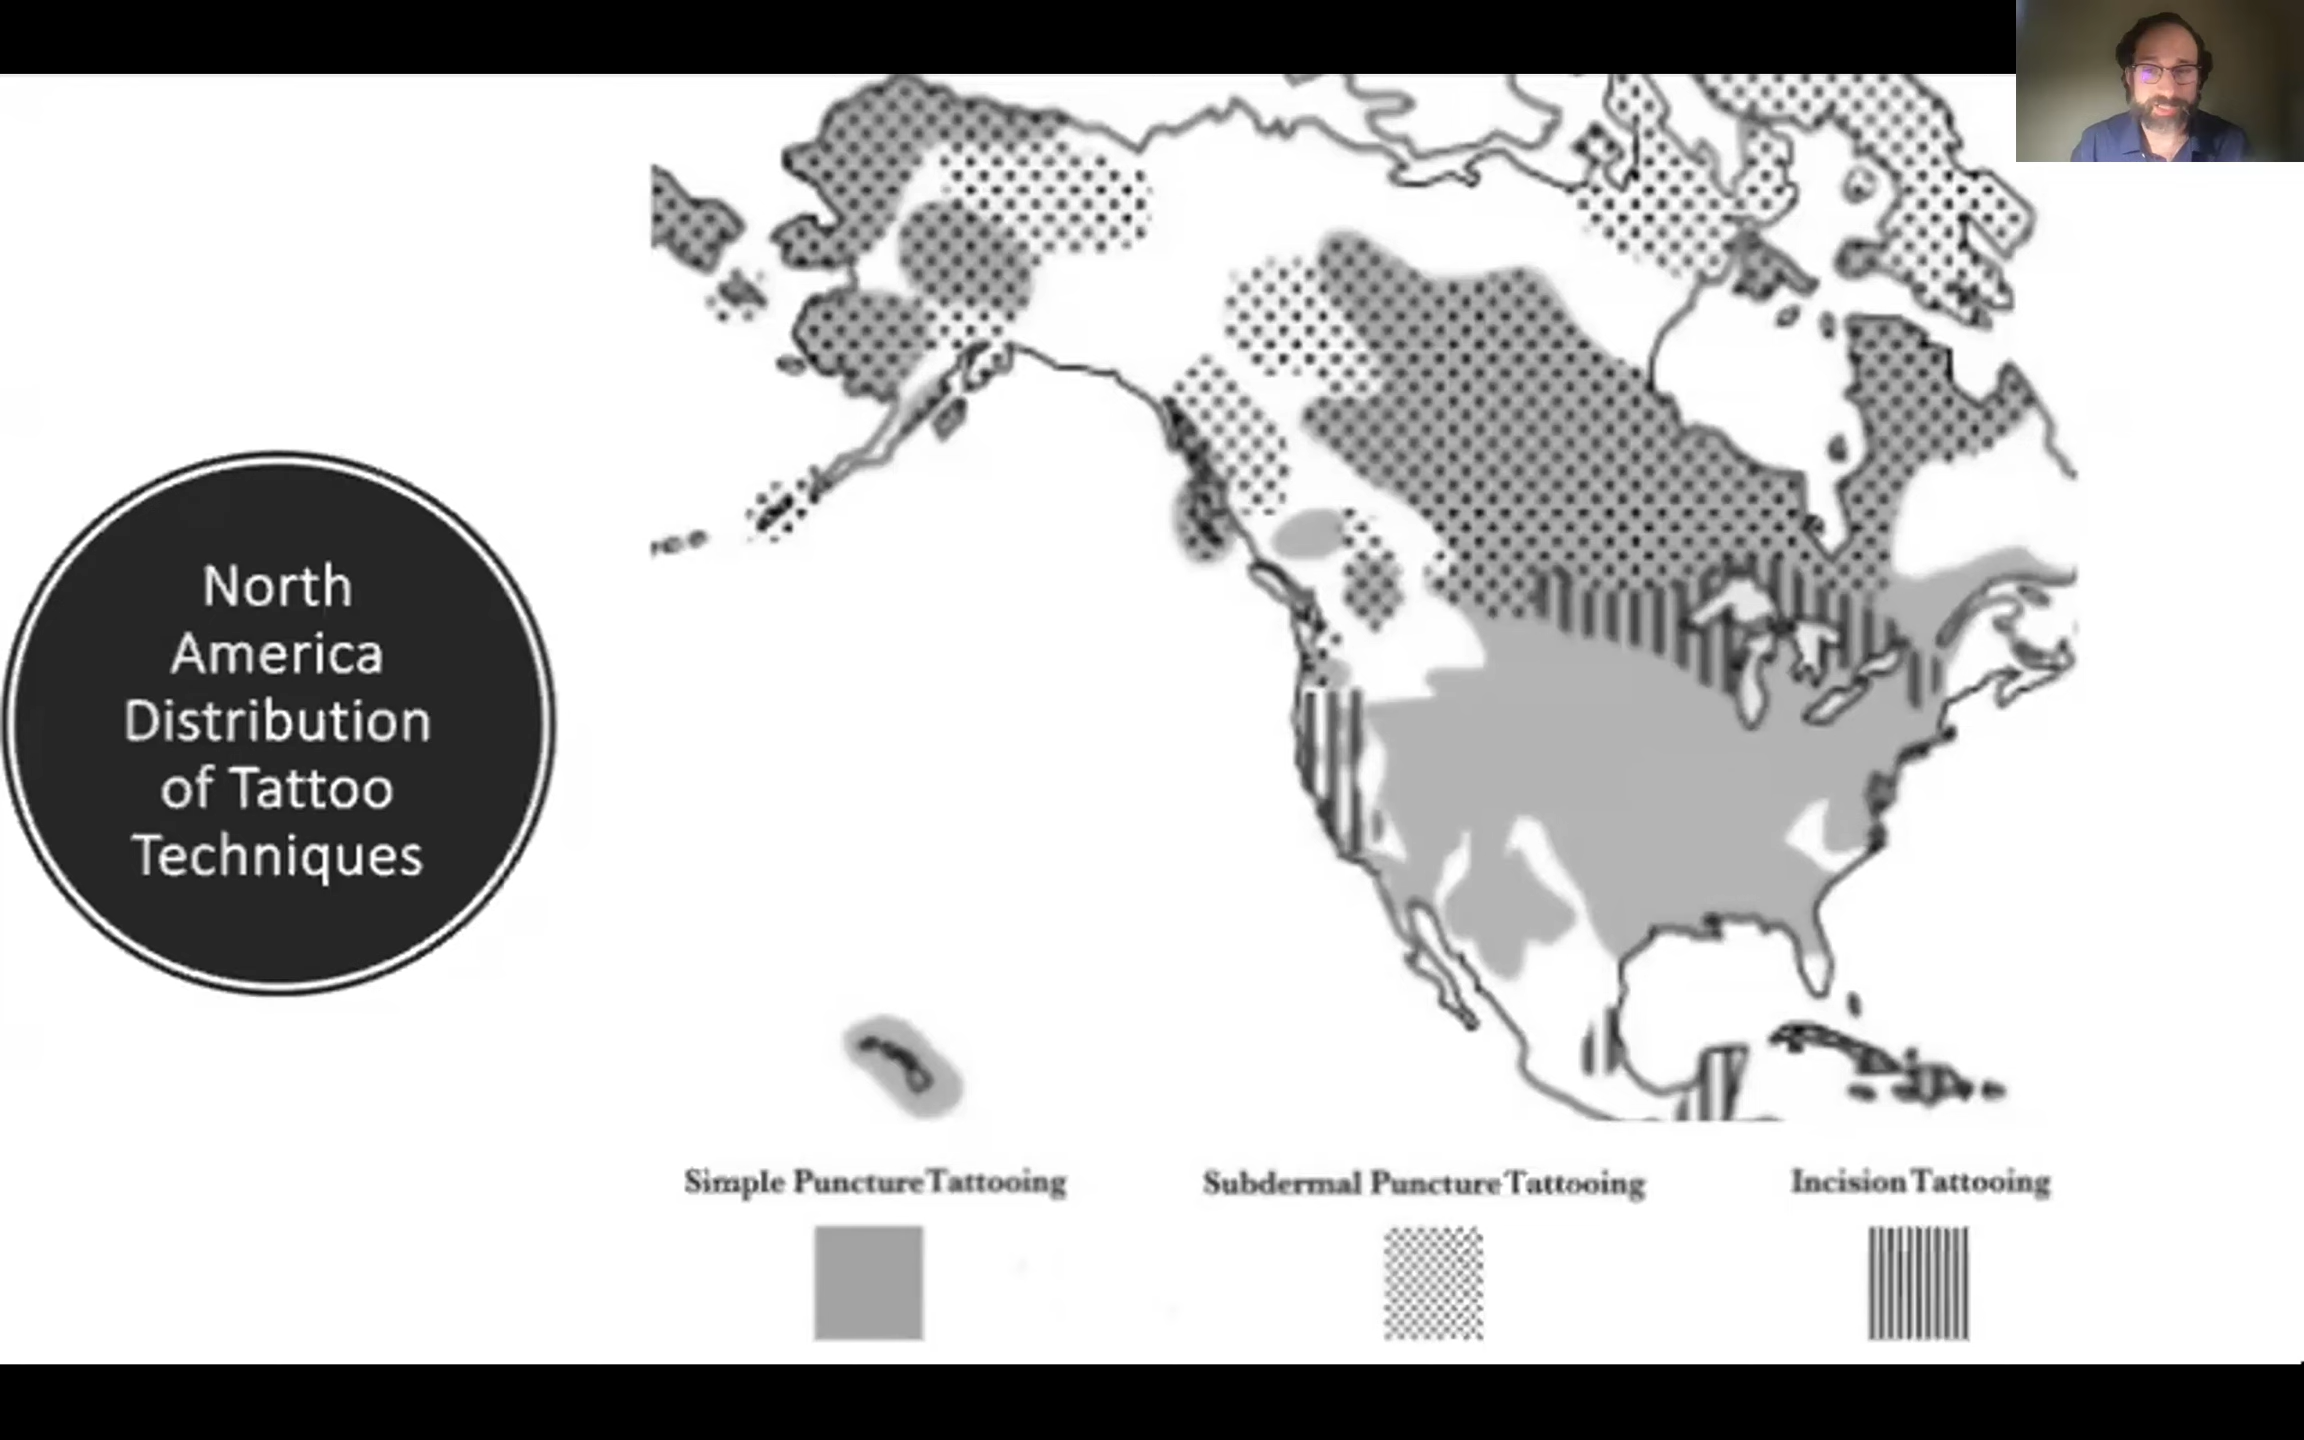 North
America
Distribution
of Tattoo
Techniques
Simple Puncture Tattooing
Subdermal Puncture Tattooing
Incision Tattooing